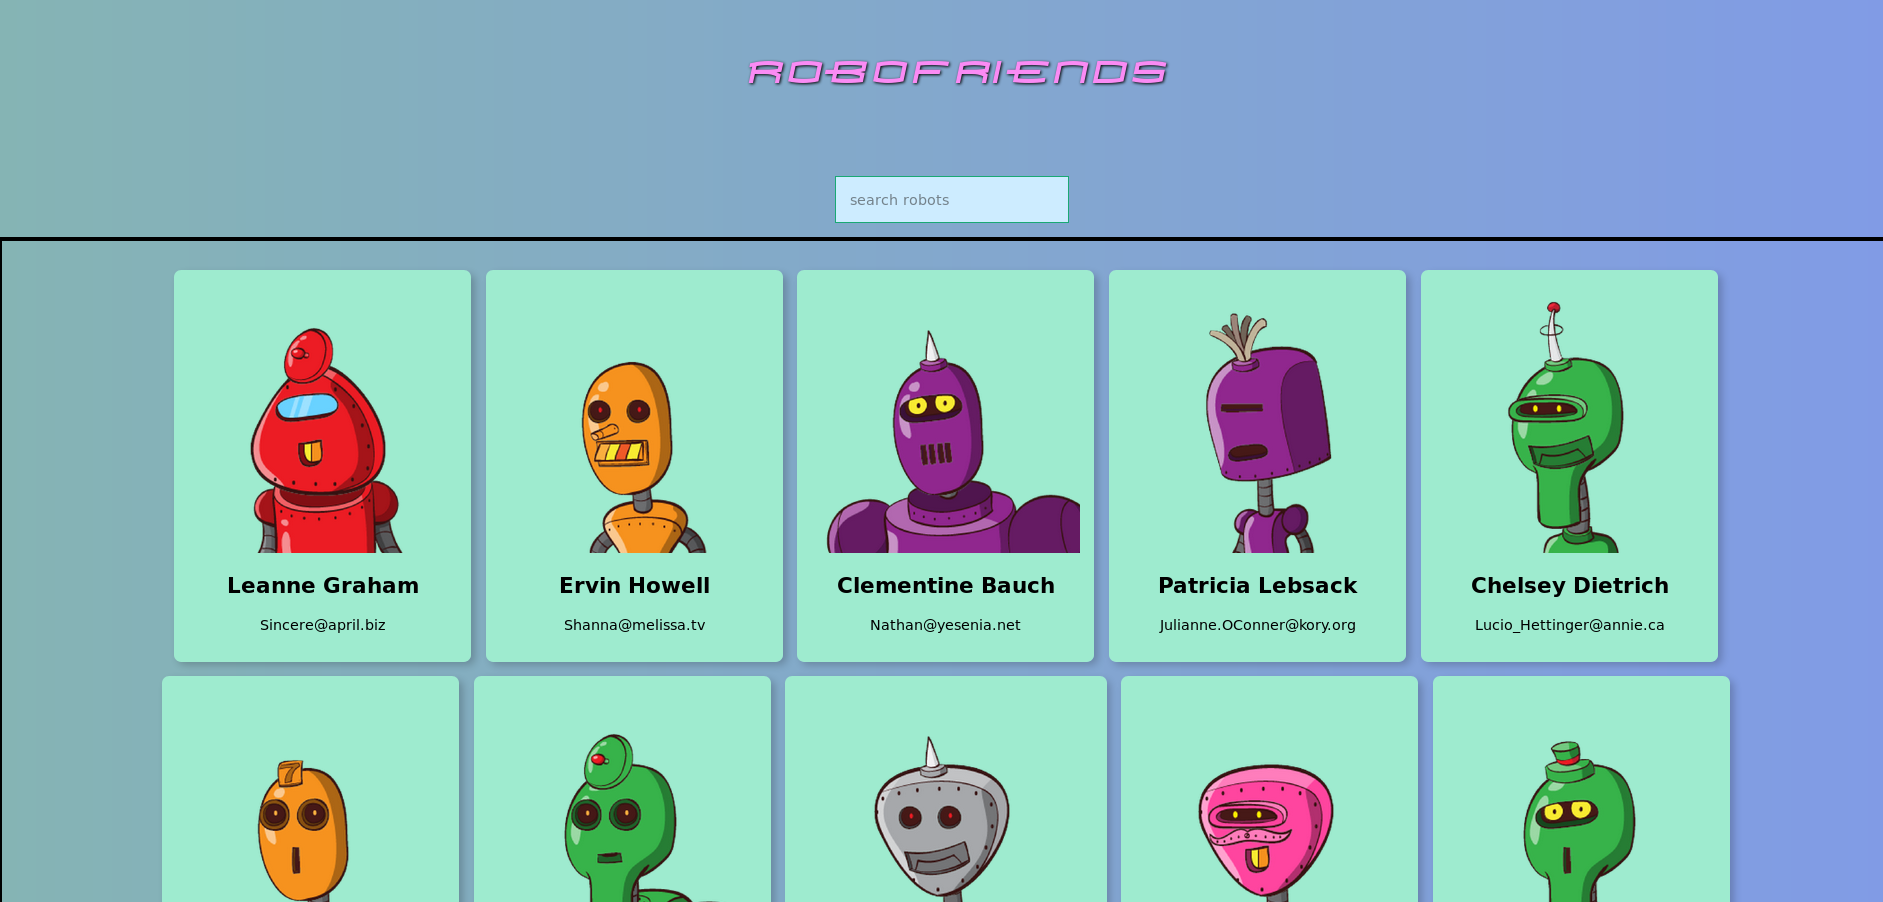 ROBOFRIENDS
search robots
Leanne Graham
Sincere@april.biz
Ervin Howell
Shanna@melissa.tv
Clementine Bauch
Nathan@yesenia.net
Patricia Lebsack
Julianne.OConner@kory.org
Chelsey Dietrich
Lucio_Hettinger@annie.ca
7